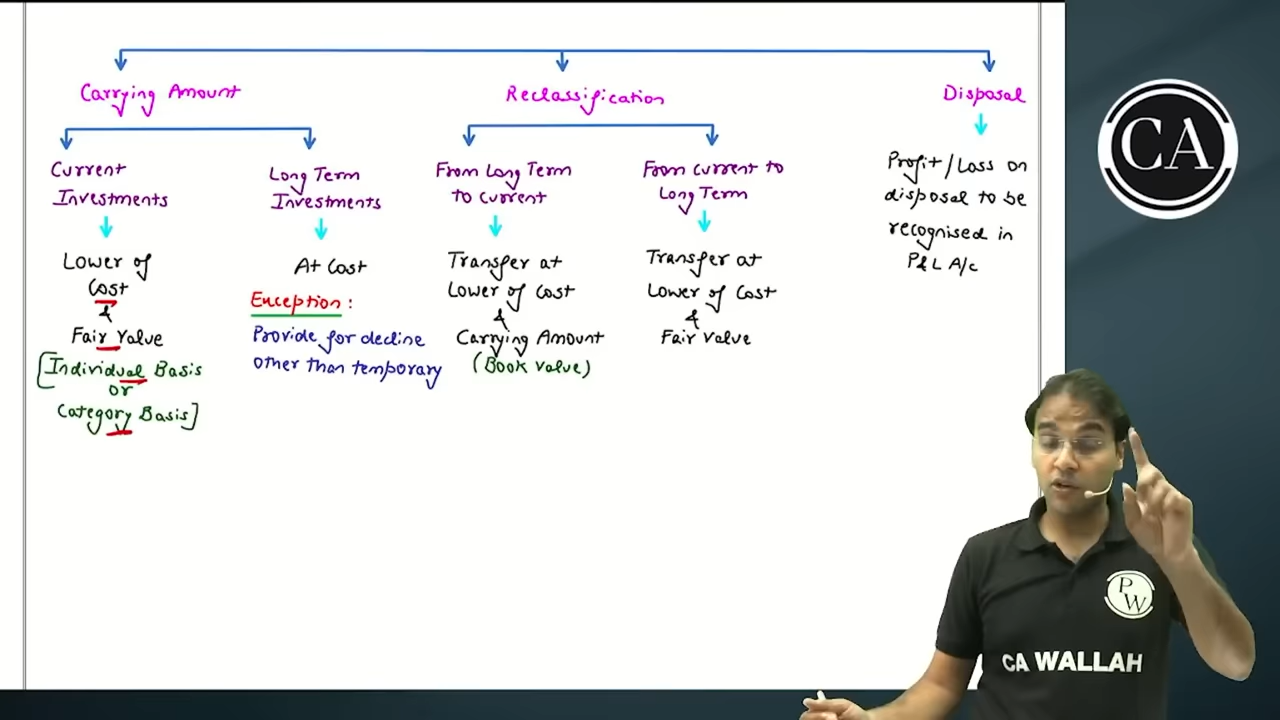 Carrying Amount
Reclassification
Disposal
Current
Investments
Long Term
Investments
From Long Term
to current
From current to
Long Term
Profit/Loss on
disposal to be
recognised in
P&L A/c
Lower of
Cost
&
Fair Value
[Individual Basis
or
Category Basis]
At Cost
Exception:
Provide for decline
other than temporary
Transfer at
Lower of Cost
&
Carrying Amount
(Book value)
Transfer at
Lower of Cost
&
Fair value
CA
PW
CA WALLAH